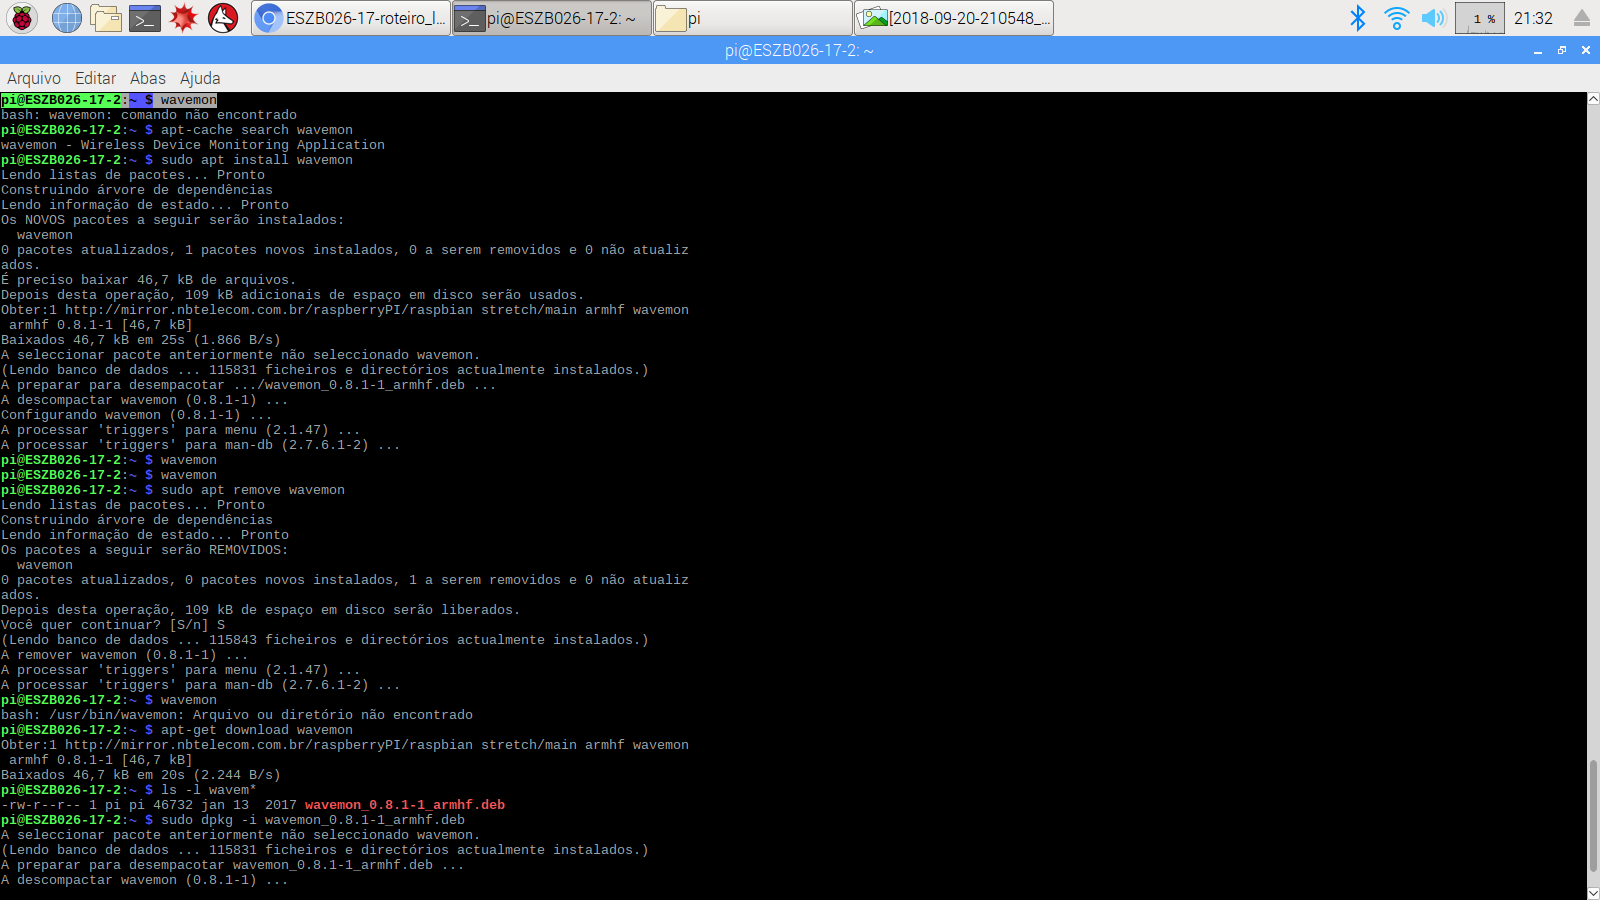 ESZB026-17-roteiro_l...
pi@ESZB026-17-2: ~
pi
[2018-09-20-210548_...
1 %
21:32
pi@ESZB026-17-2: ~
Arquivo Editar Abas Ajuda
pi@ESZB026-17-2:~ $ wavemon
bash: wavemon: comando não encontrado
pi@ESZB026-17-2:~ $ apt-cache search wavemon
wavemon - Wireless Device Monitoring Application
pi@ESZB026-17-2:~ $ sudo apt install wavemon
Lendo listas de pacotes... Pronto
Construindo árvore de dependências
Lendo informação de estado... Pronto
Os NOVOS pacotes a seguir serão instalados:
  wavemon
0 pacotes atualizados, 1 pacotes novos instalados, 0 a serem removidos e 0 não atualiz
ados.
É preciso baixar 46,7 kB de arquivos.
Depois desta operação, 109 kB adicionais de espaço em disco serão usados.
Obter:1 http://mirror.nbtelecom.com.br/raspberryPI/raspbian stretch/main armhf wavemon
 armhf 0.8.1-1 [46,7 kB]
Baixados 46,7 kB em 25s (1.866 B/s)
A seleccionar pacote anteriormente não seleccionado wavemon.
(Lendo banco de dados ... 115831 ficheiros e directórios actualmente instalados.)
A preparar para desempacotar .../wavemon_0.8.1-1_armhf.deb ...
A descompactar wavemon (0.8.1-1) ...
Configurando wavemon (0.8.1-1) ...
A processar 'triggers' para menu (2.1.47) ...
A processar 'triggers' para man-db (2.7.6.1-2) ...
pi@ESZB026-17-2:~ $ wavemon
pi@ESZB026-17-2:~ $ wavemon
pi@ESZB026-17-2:~ $ sudo apt remove wavemon
Lendo listas de pacotes... Pronto
Construindo árvore de dependências
Lendo informação de estado... Pronto
Os pacotes a seguir serão REMOVIDOS:
  wavemon
0 pacotes atualizados, 0 pacotes novos instalados, 1 a serem removidos e 0 não atualiz
ados.
Depois desta operação, 109 kB de espaço em disco serão liberados.
Você quer continuar? [S/n] S
(Lendo banco de dados ... 115843 ficheiros e directórios actualmente instalados.)
A remover wavemon (0.8.1-1) ...
A processar 'triggers' para menu (2.1.47) ...
A processar 'triggers' para man-db (2.7.6.1-2) ...
pi@ESZB026-17-2:~ $ wavemon
bash: /usr/bin/wavemon: Arquivo ou diretório não encontrado
pi@ESZB026-17-2:~ $ apt-get download wavemon
Obter:1 http://mirror.nbtelecom.com.br/raspberryPI/raspbian stretch/main armhf wavemon
 armhf 0.8.1-1 [46,7 kB]
Baixados 46,7 kB em 20s (2.244 B/s)
pi@ESZB026-17-2:~ $ ls -l wavem*
-rw-r--r-- 1 pi pi 46732 jan 13  2017 wavemon_0.8.1-1_armhf.deb
pi@ESZB026-17-2:~ $ sudo dpkg -i wavemon_0.8.1-1_armhf.deb
A seleccionar pacote anteriormente não seleccionado wavemon.
(Lendo banco de dados ... 115831 ficheiros e directórios actualmente instalados.)
A preparar para desempacotar wavemon_0.8.1-1_armhf.deb ...
A descompactar wavemon (0.8.1-1) ...